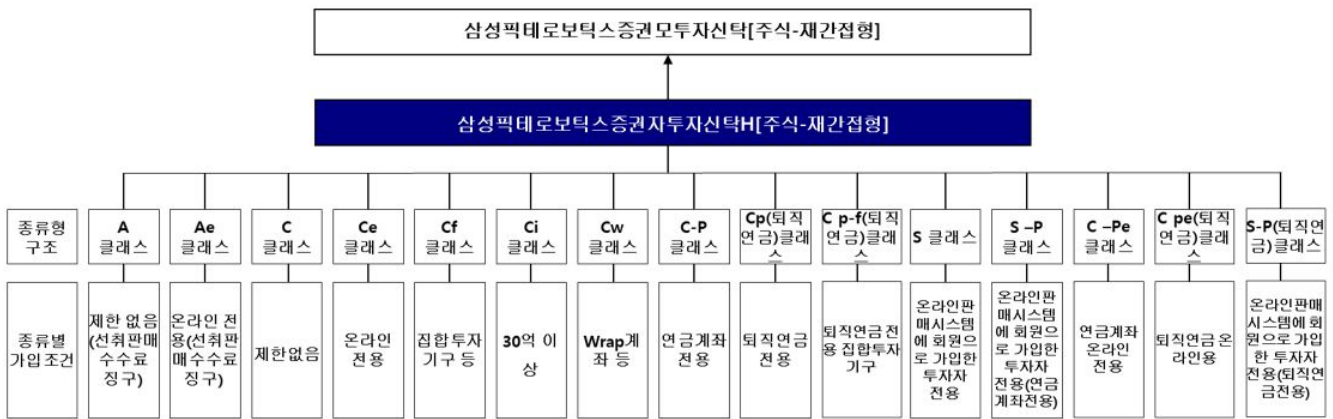 삼성픽테로보틱스증권모투자신탁[주식-재간접형]
삼성픽테로보틱스증권자투자신탁H[주식-재간접형]
종류형
구조
A
클래스
Ae
클래스
C
클래스
Ce
클래스
Cf
클래스
Ci
클래스
Cw
클래스
C-P
클래스
Cp(퇴직
연금)클래
스
C p-f(퇴직
연금)클래
스
S 클래스
S –P
클래스
C –Pe
클래스
C pe(퇴직
연금)클래
스
S-P(퇴직연
금)클래스
종류별
가입조건
제한 없음
(선취판매
수수료
징구)
온라인 전
용(선취판
매수수료
징구)
제한없음
온라인
전용
집합투자
기구 등
30억 이
상
Wrap계
좌 등
연금계좌
전용
퇴직연금
전용
퇴직연금 전
용 집합투자
기구
온라인판
매시스템
에 회원으
로 가입한
투자자
전용
온라인판
매시스템
에 회원으
로 가입한
투자자
전용(연금
계좌전용)
연금계좌
온라인
전용
퇴직연금 온
라인용
온라인판매
시스템에 회
원으로 가입
한 투자자
전용(퇴직연
금전용)